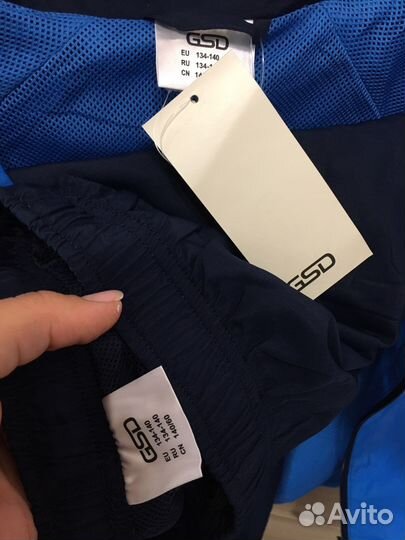 GSD
EU 134-140
RU 134-1
CN 14
GSD
GSD
EU 134-140
RU 134-140
CN 140/60
Avito